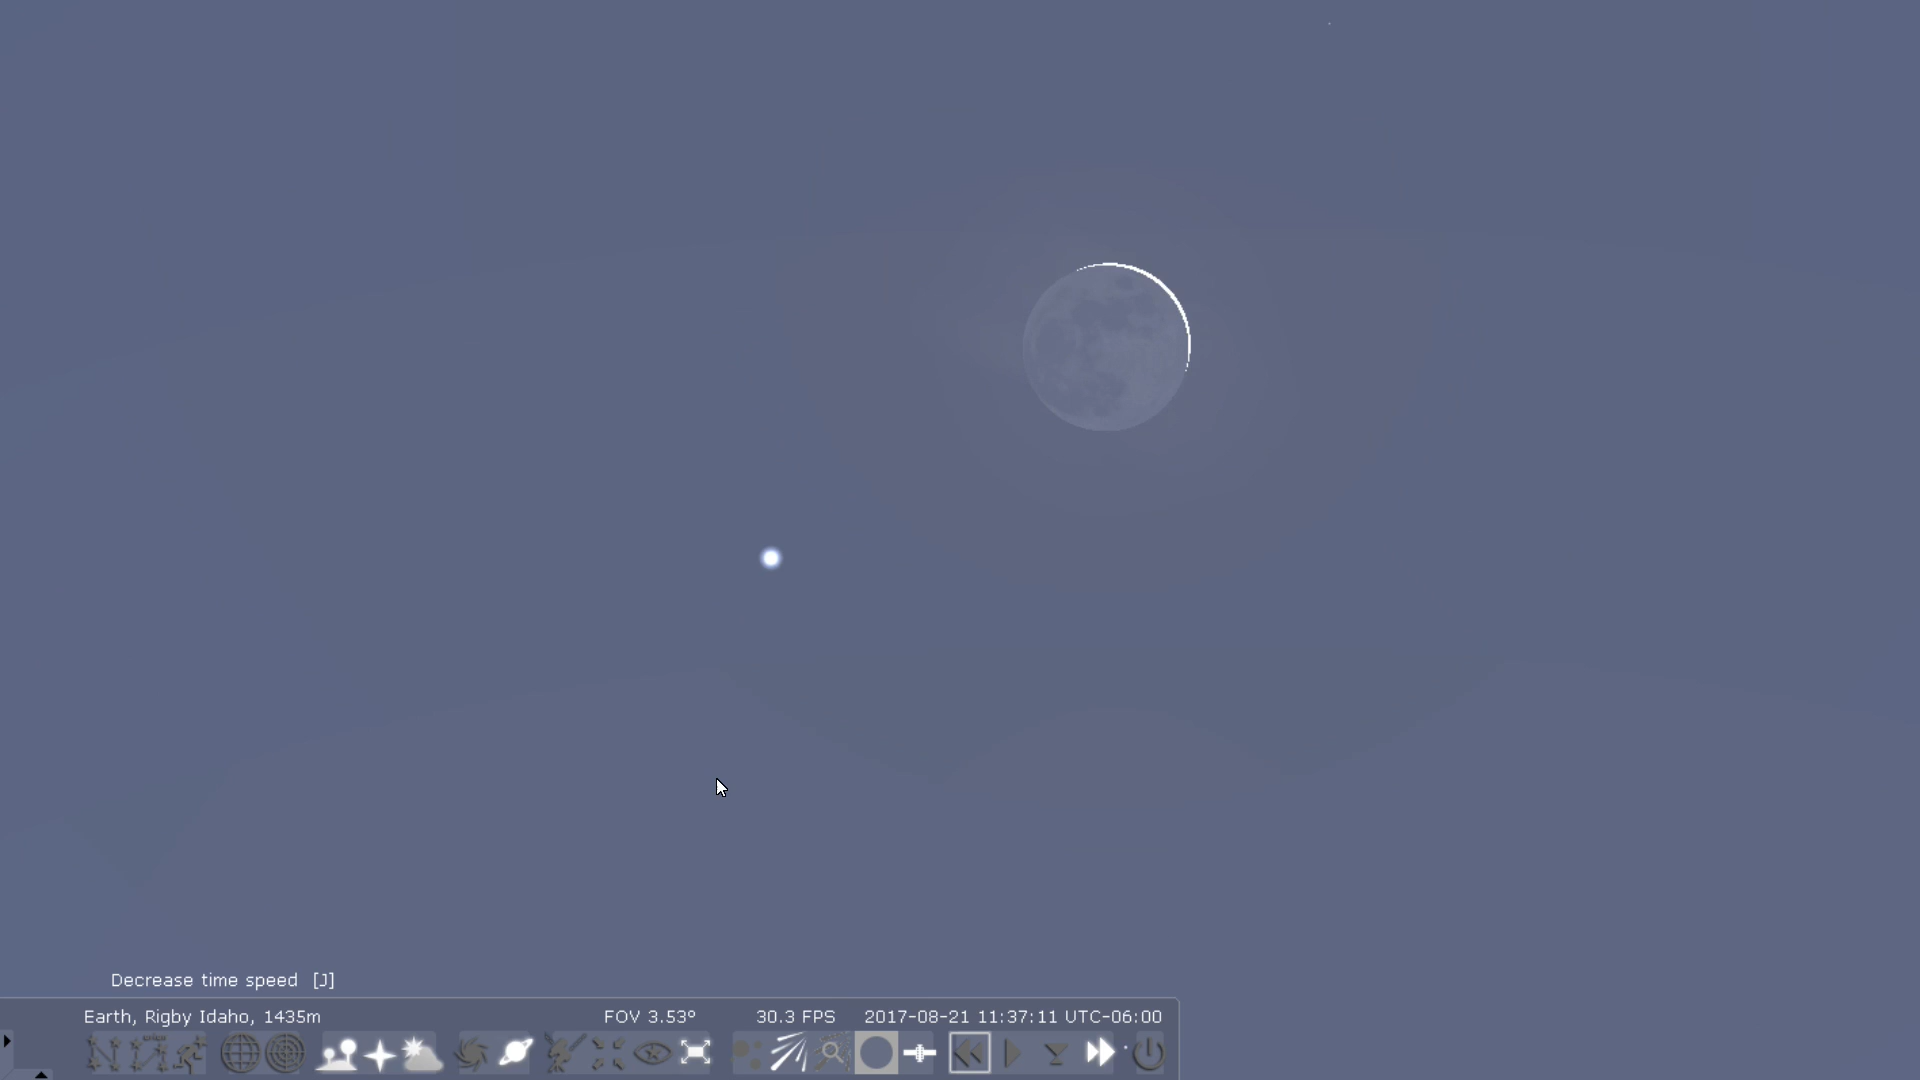 Decrease time speed [J]
Earth, Rigby Idaho, 1435m FOV 3.53° 30.3 FPS 2017-08-21 11:37:11 UTC-06:00